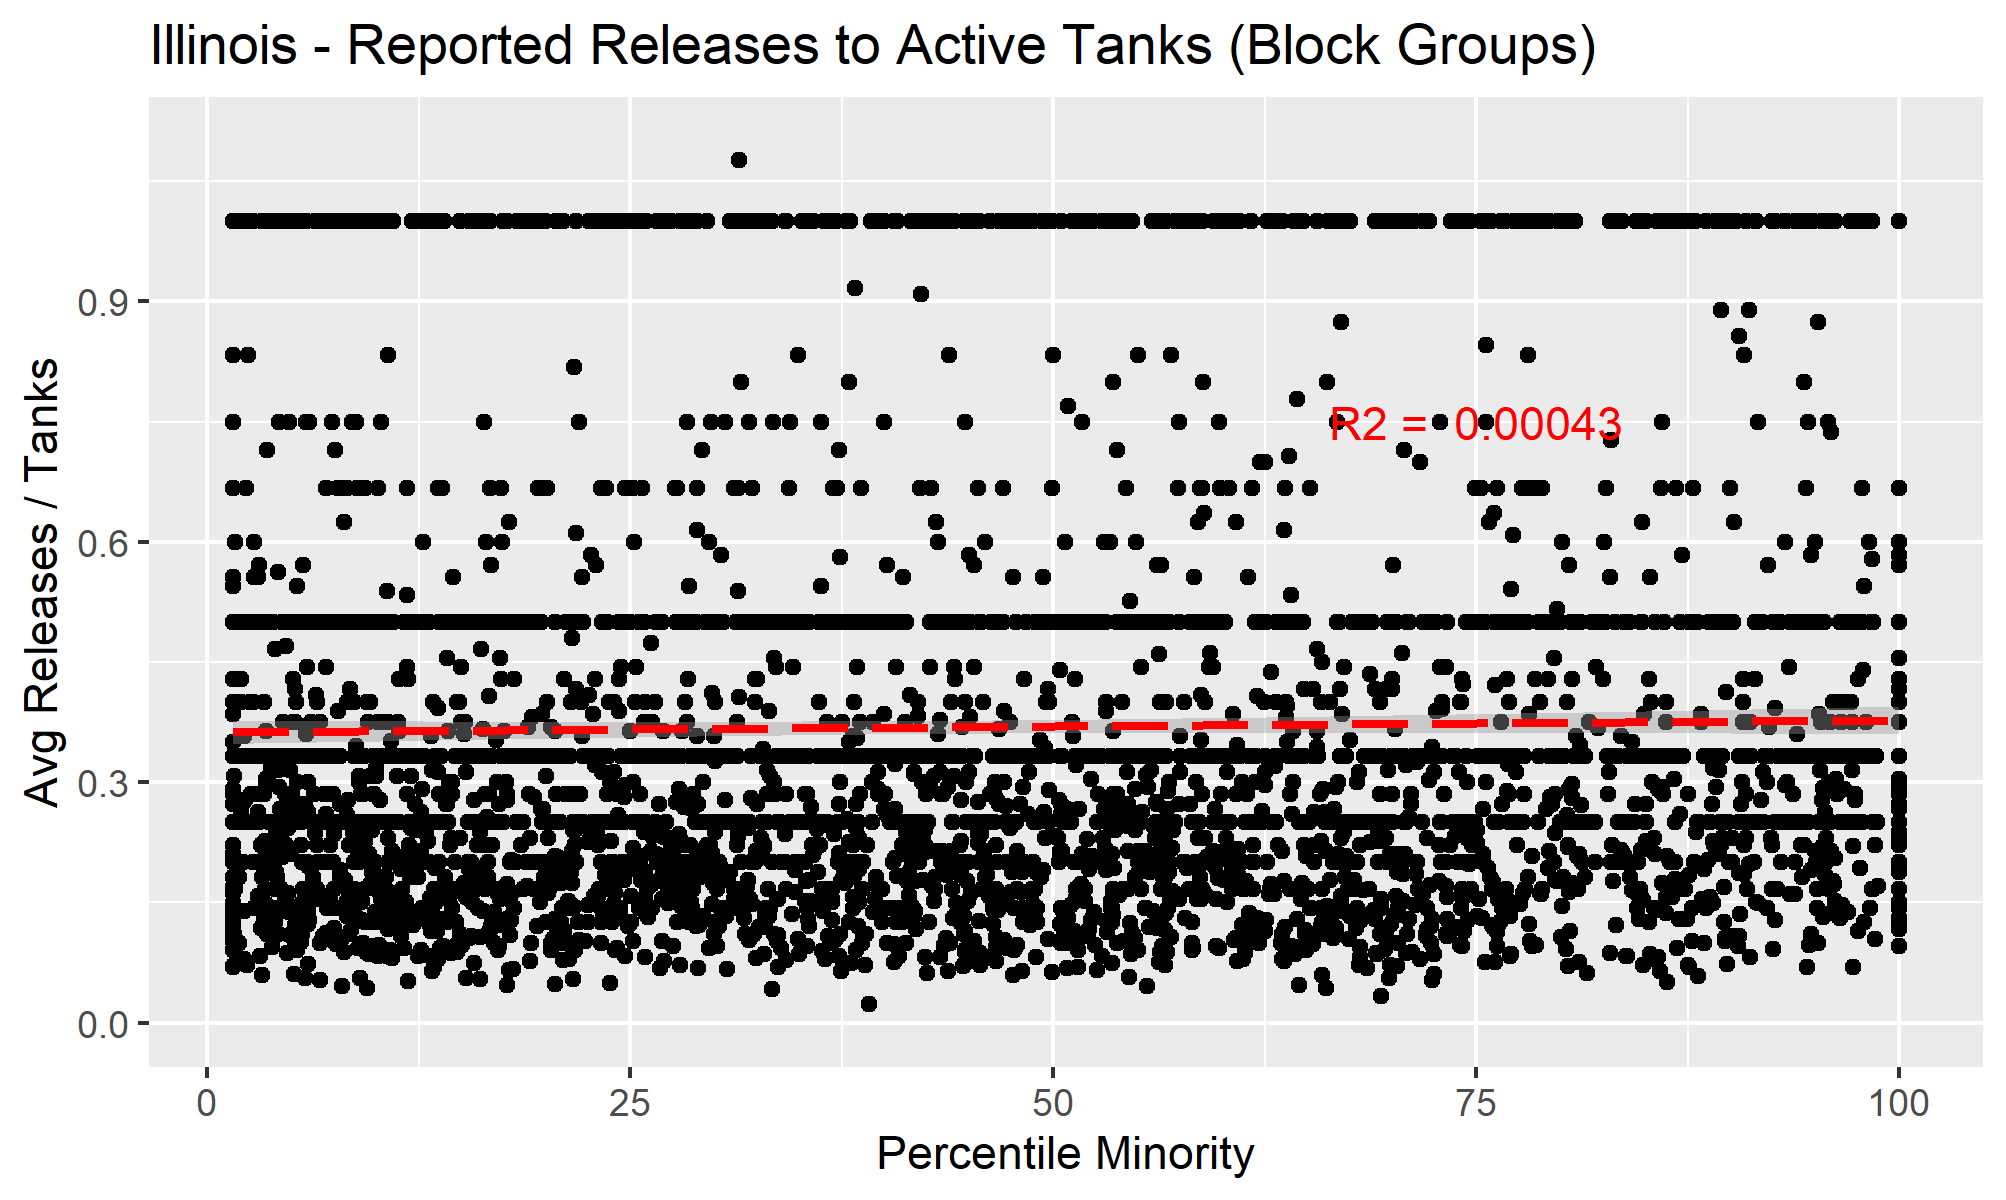 Illinois - Reported Releases to Active Tanks (Block Groups)
Avg Releases / Tanks
0.9
0.6
0.3
0.0
R2 = 0.00043
0 25 50 75 100
Percentile Minority